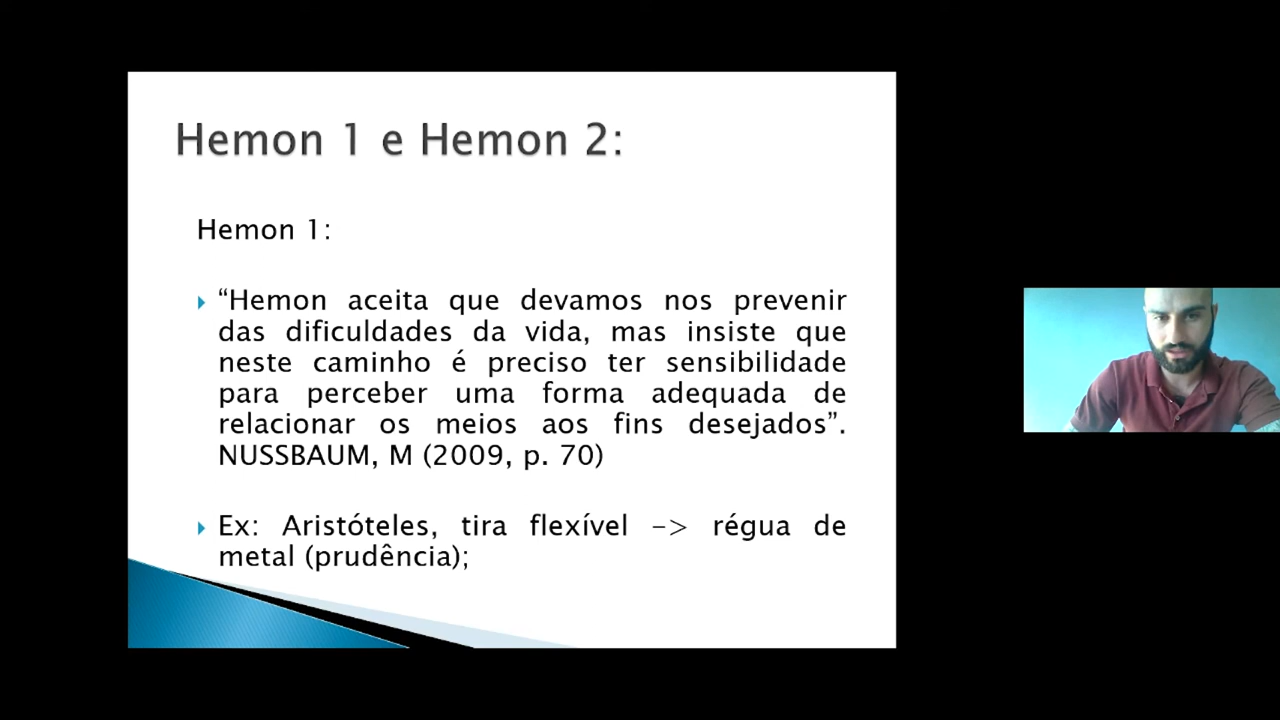 Hemon 1 e Hemon 2:
Hemon 1:
“Hemon aceita que devamos nos prevenir
das dificuldades da vida, mas insiste que
neste caminho é preciso ter sensibilidade
para perceber uma forma adequada de
relacionar os meios aos fins desejados”.
NUSSBAUM, M (2009, p. 70)
Ex: Aristóteles, tira flexível -> régua de
metal (prudência);